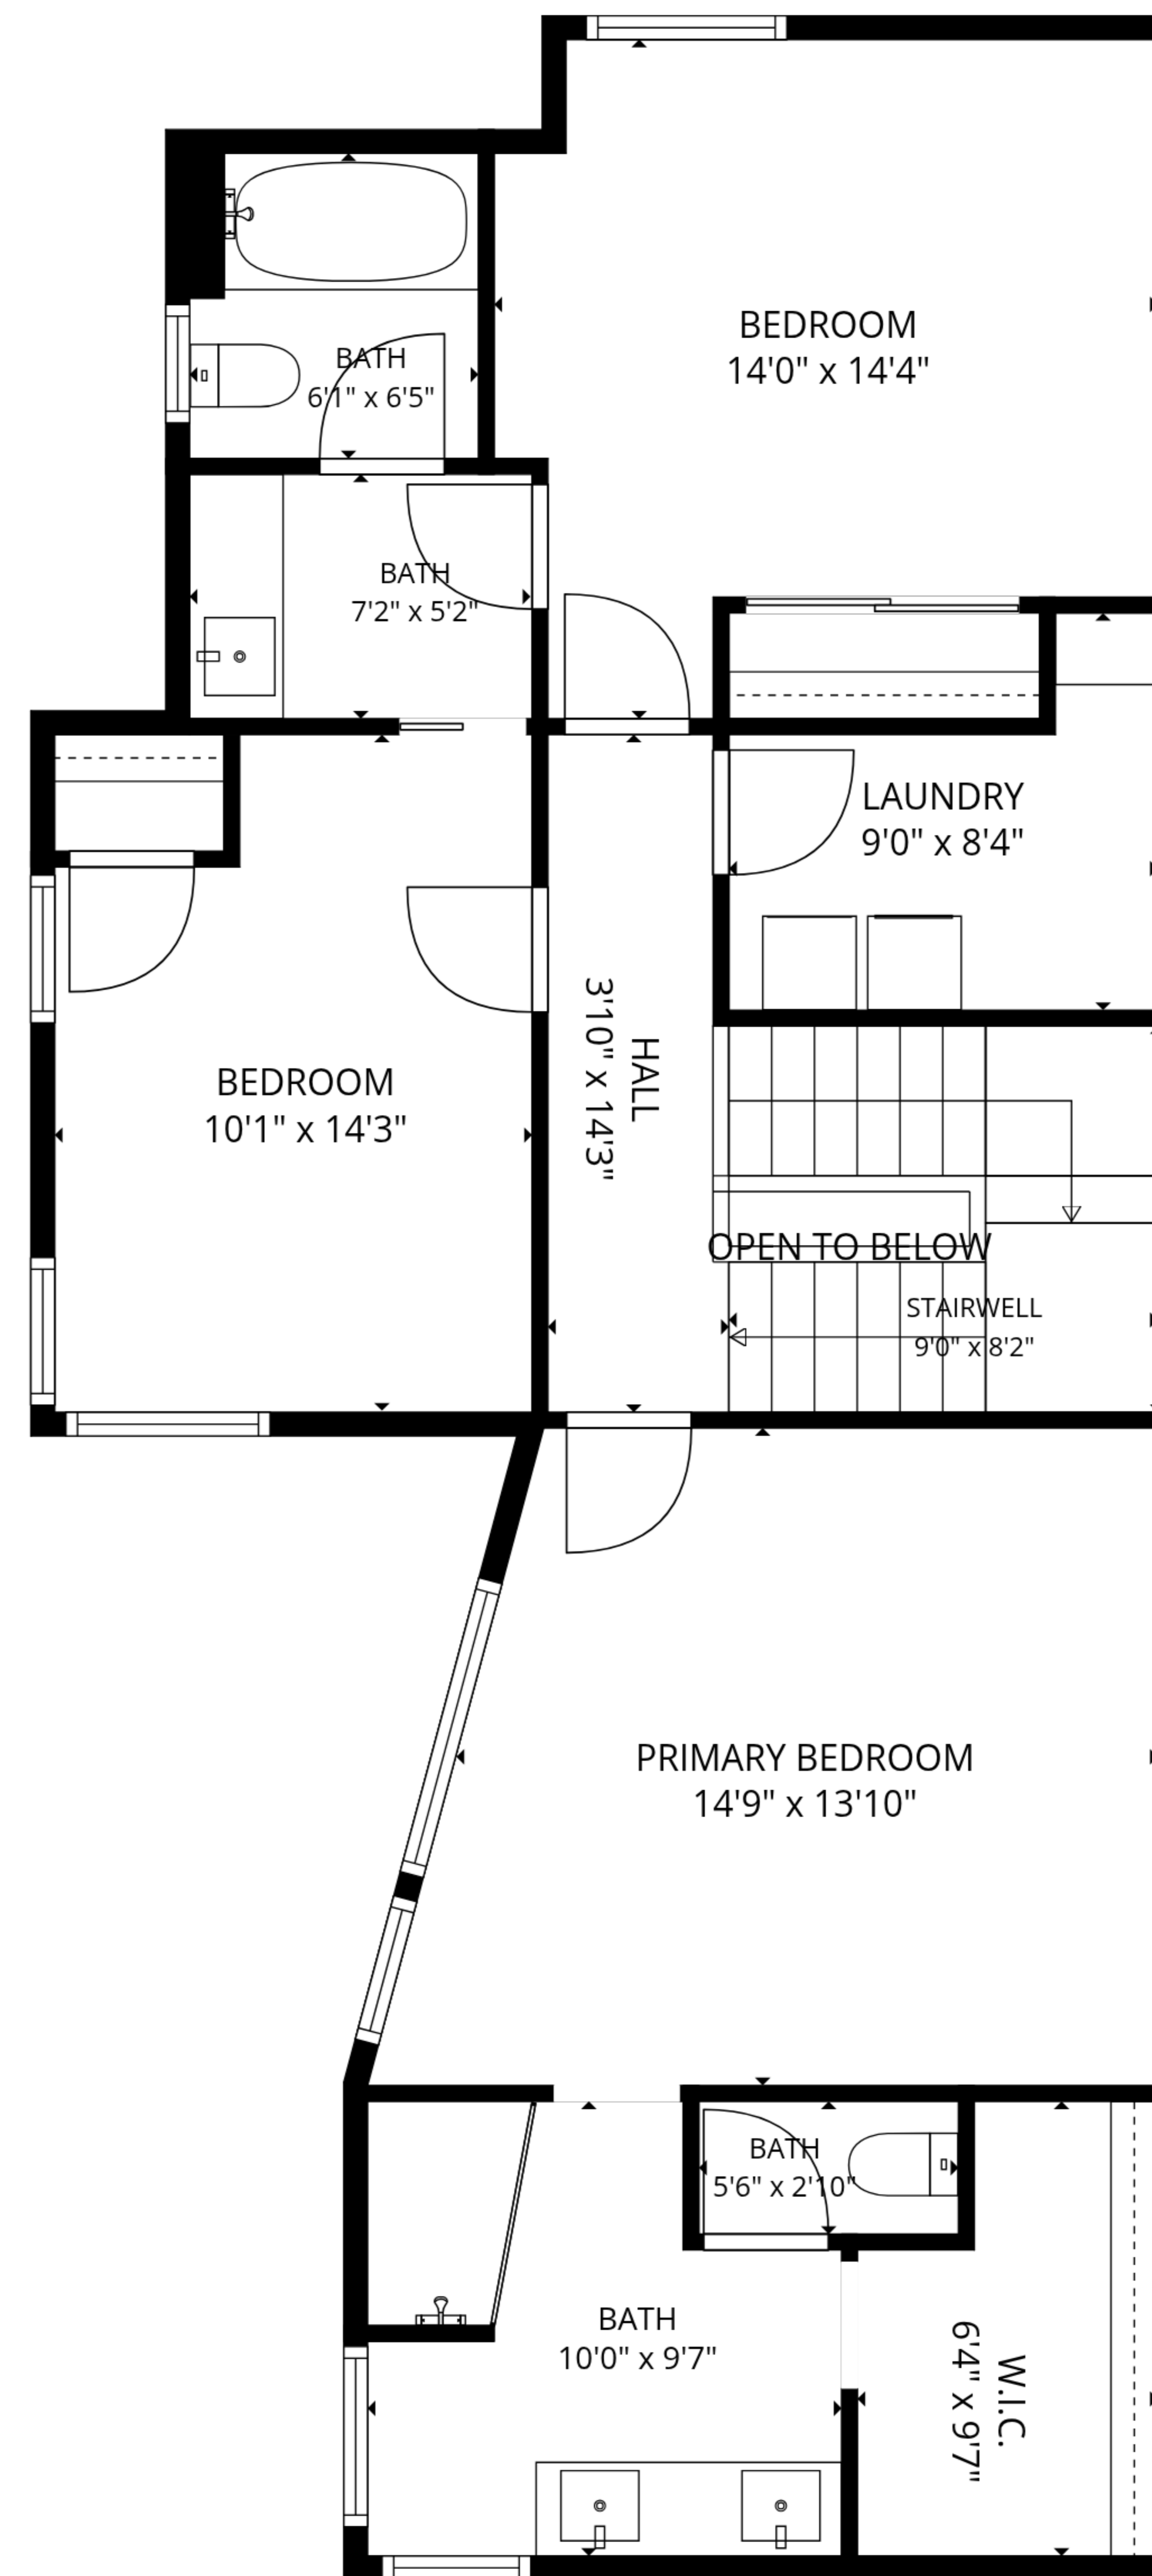 BEDROOM
14'0" x 14'4"
BATH
6'1" x 6'5"
BATH
7'2" x 5'2"
LAUNDRY
9'0" x 8'4"
HALL
3'10" x 14'3"
BEDROOM
10'1" x 14'3"
OPEN TO BELOW
STAIRWELL
9'0" x 8'2"
PRIMARY BEDROOM
14'9" x 13'10"
BATH
5'6" x 2'10"
BATH
10'0" x 9'7"
W.I.C.
6'4" x 9'7"